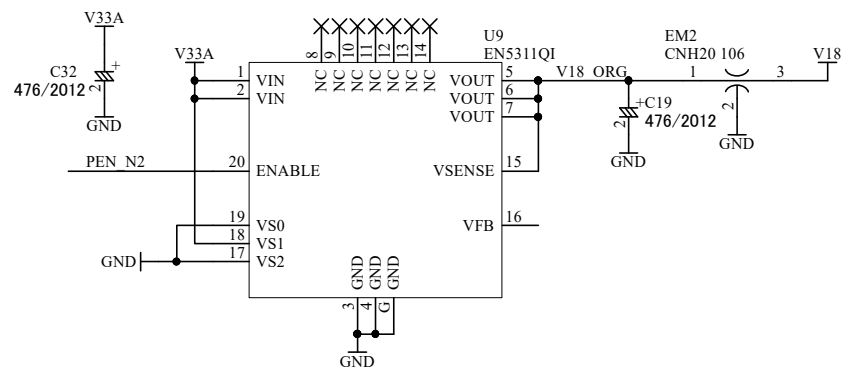 V33A
C32
476/2012
+
2
GND
V33A
8
9
10
11
12
13
14
NC
NC
NC
NC
NC
NC
NC
U9
EN5311QI
1
VIN
2
VIN
VOUT
5
VOUT
6
VOUT
7
V18_ORG
EM2
CNH20 106
1
3
2
GND
V18
+C19
476/2012
2
GND
PEN_N2
20
ENABLE
VSENSE
15
19
VS0
18
VS1
17
VS2
GND
VFB
16
GND
GND
GND
3
4
G
GND